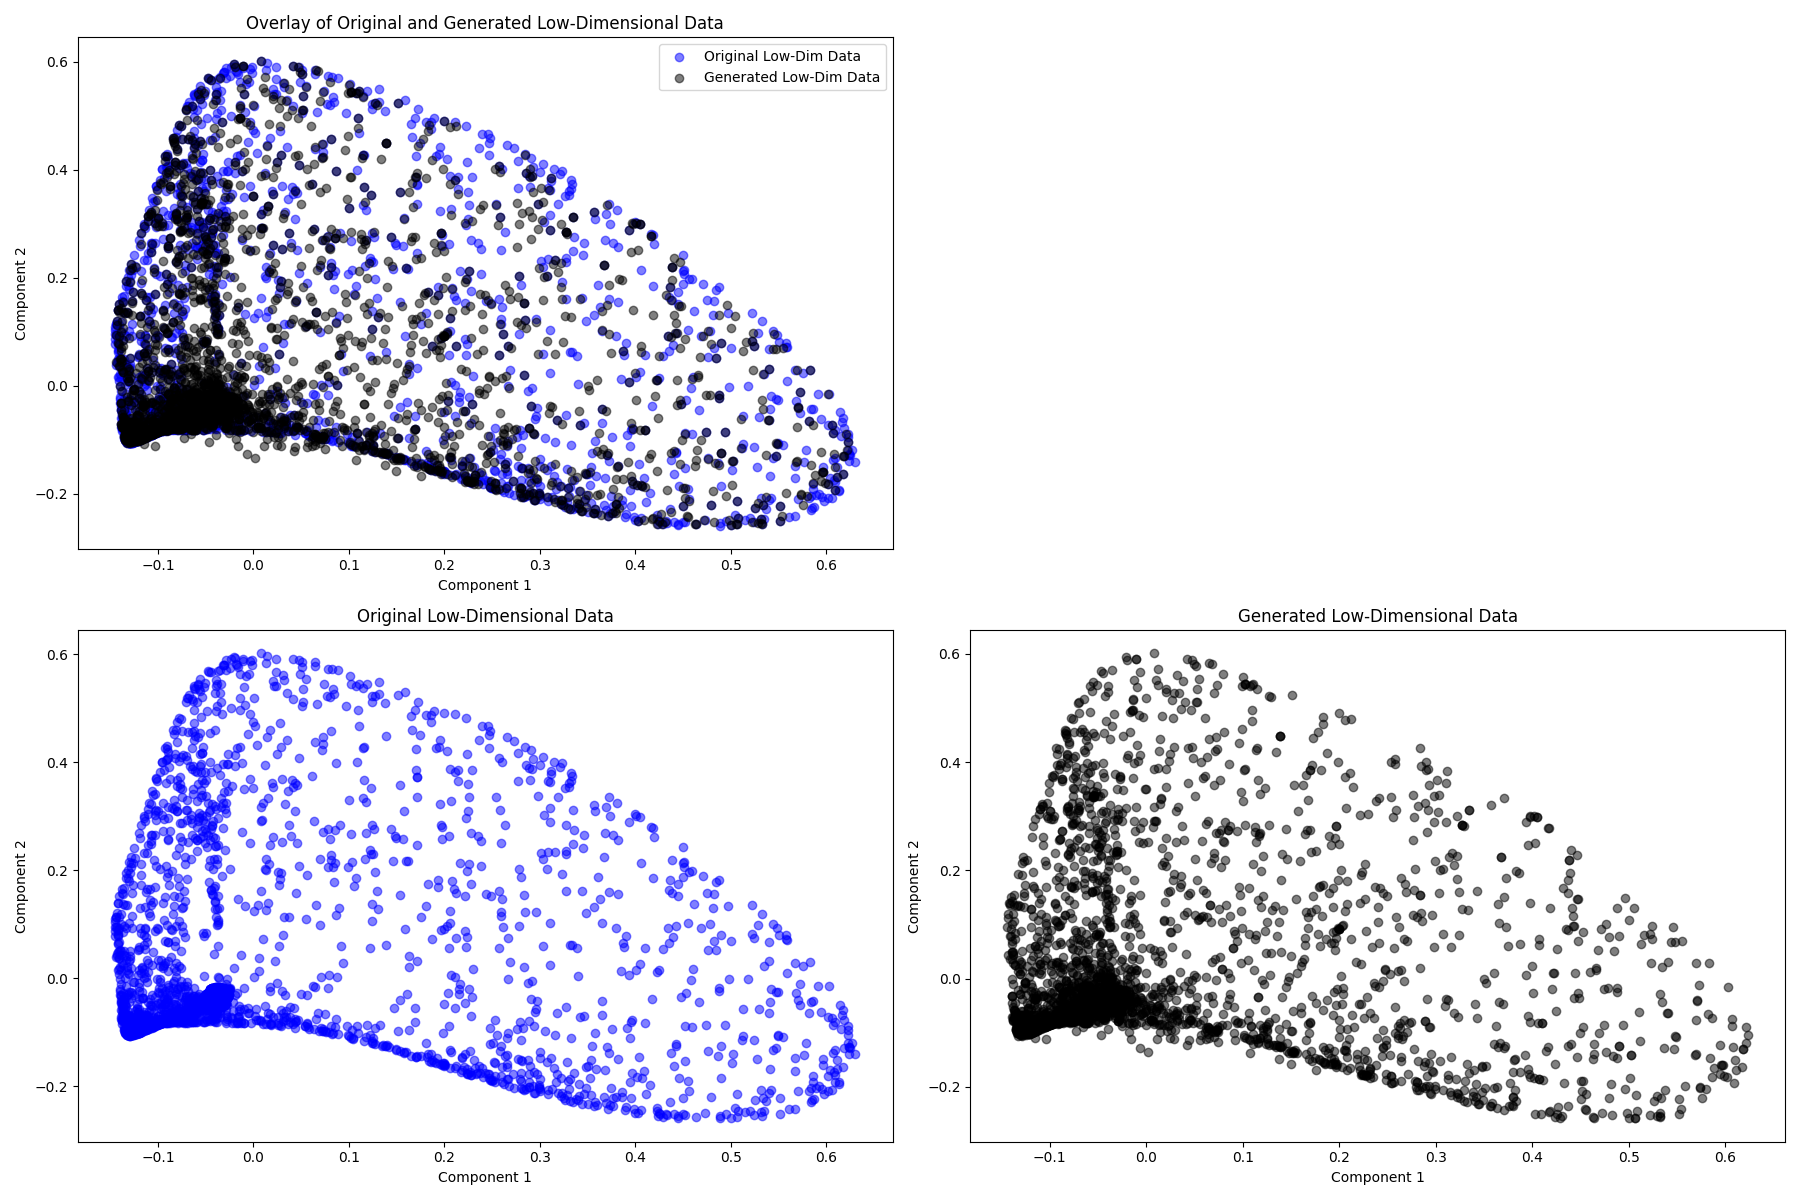 Overlay of Original and Generated Low-Dimensional Data
Original Low-Dim Data
Generated Low-Dim Data
Component 2
0.6
0.4
0.2
0.0
−0.2
−0.1 0.0 0.1 0.2 0.3 0.4 0.5 0.6
Component 1
Original Low-Dimensional Data
Component 2
0.6
0.4
0.2
0.0
−0.2
−0.1 0.0 0.1 0.2 0.3 0.4 0.5 0.6
Component 1
Generated Low-Dimensional Data
Component 2
0.6
0.4
0.2
0.0
−0.2
−0.1 0.0 0.1 0.2 0.3 0.4 0.5 0.6
Component 1